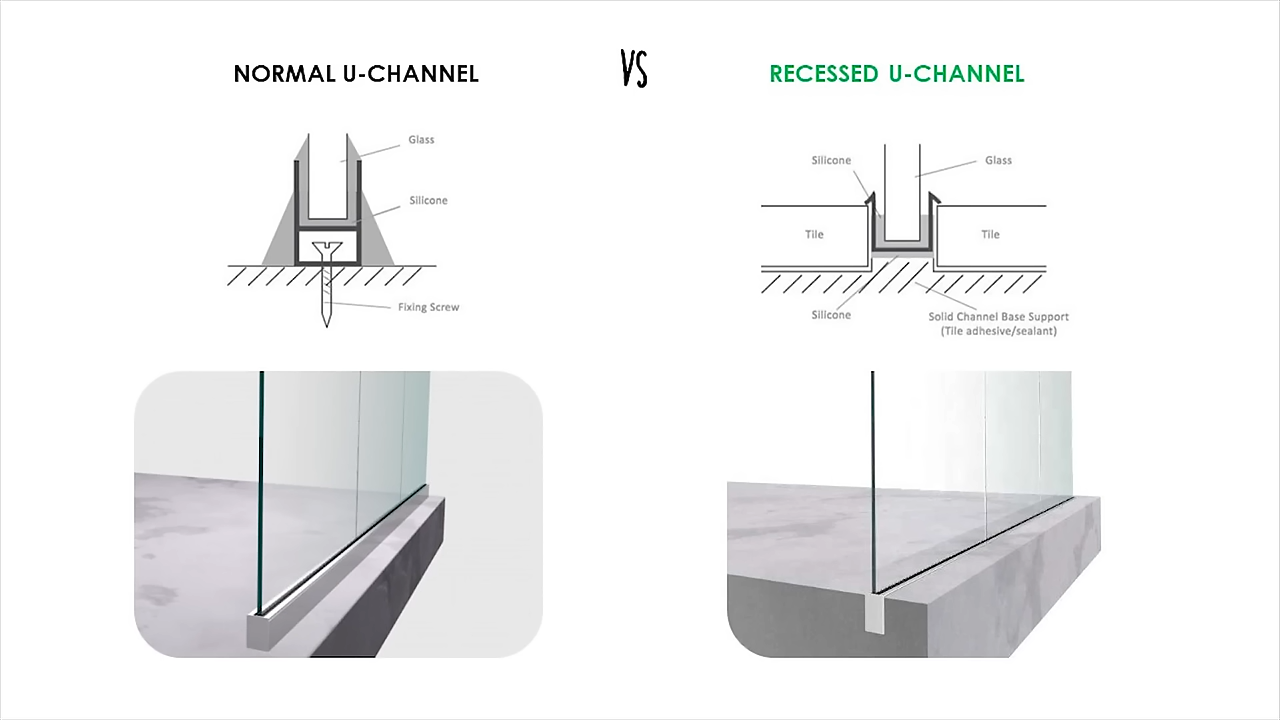 NORMAL U-CHANNEL
VS
RECESSED U-CHANNEL
Glass
Silicone
Fixing Screw
Silicone
Glass
Tile
Tile
Silicone
Solid Channel Base Support
(Tile adhesive/sealant)